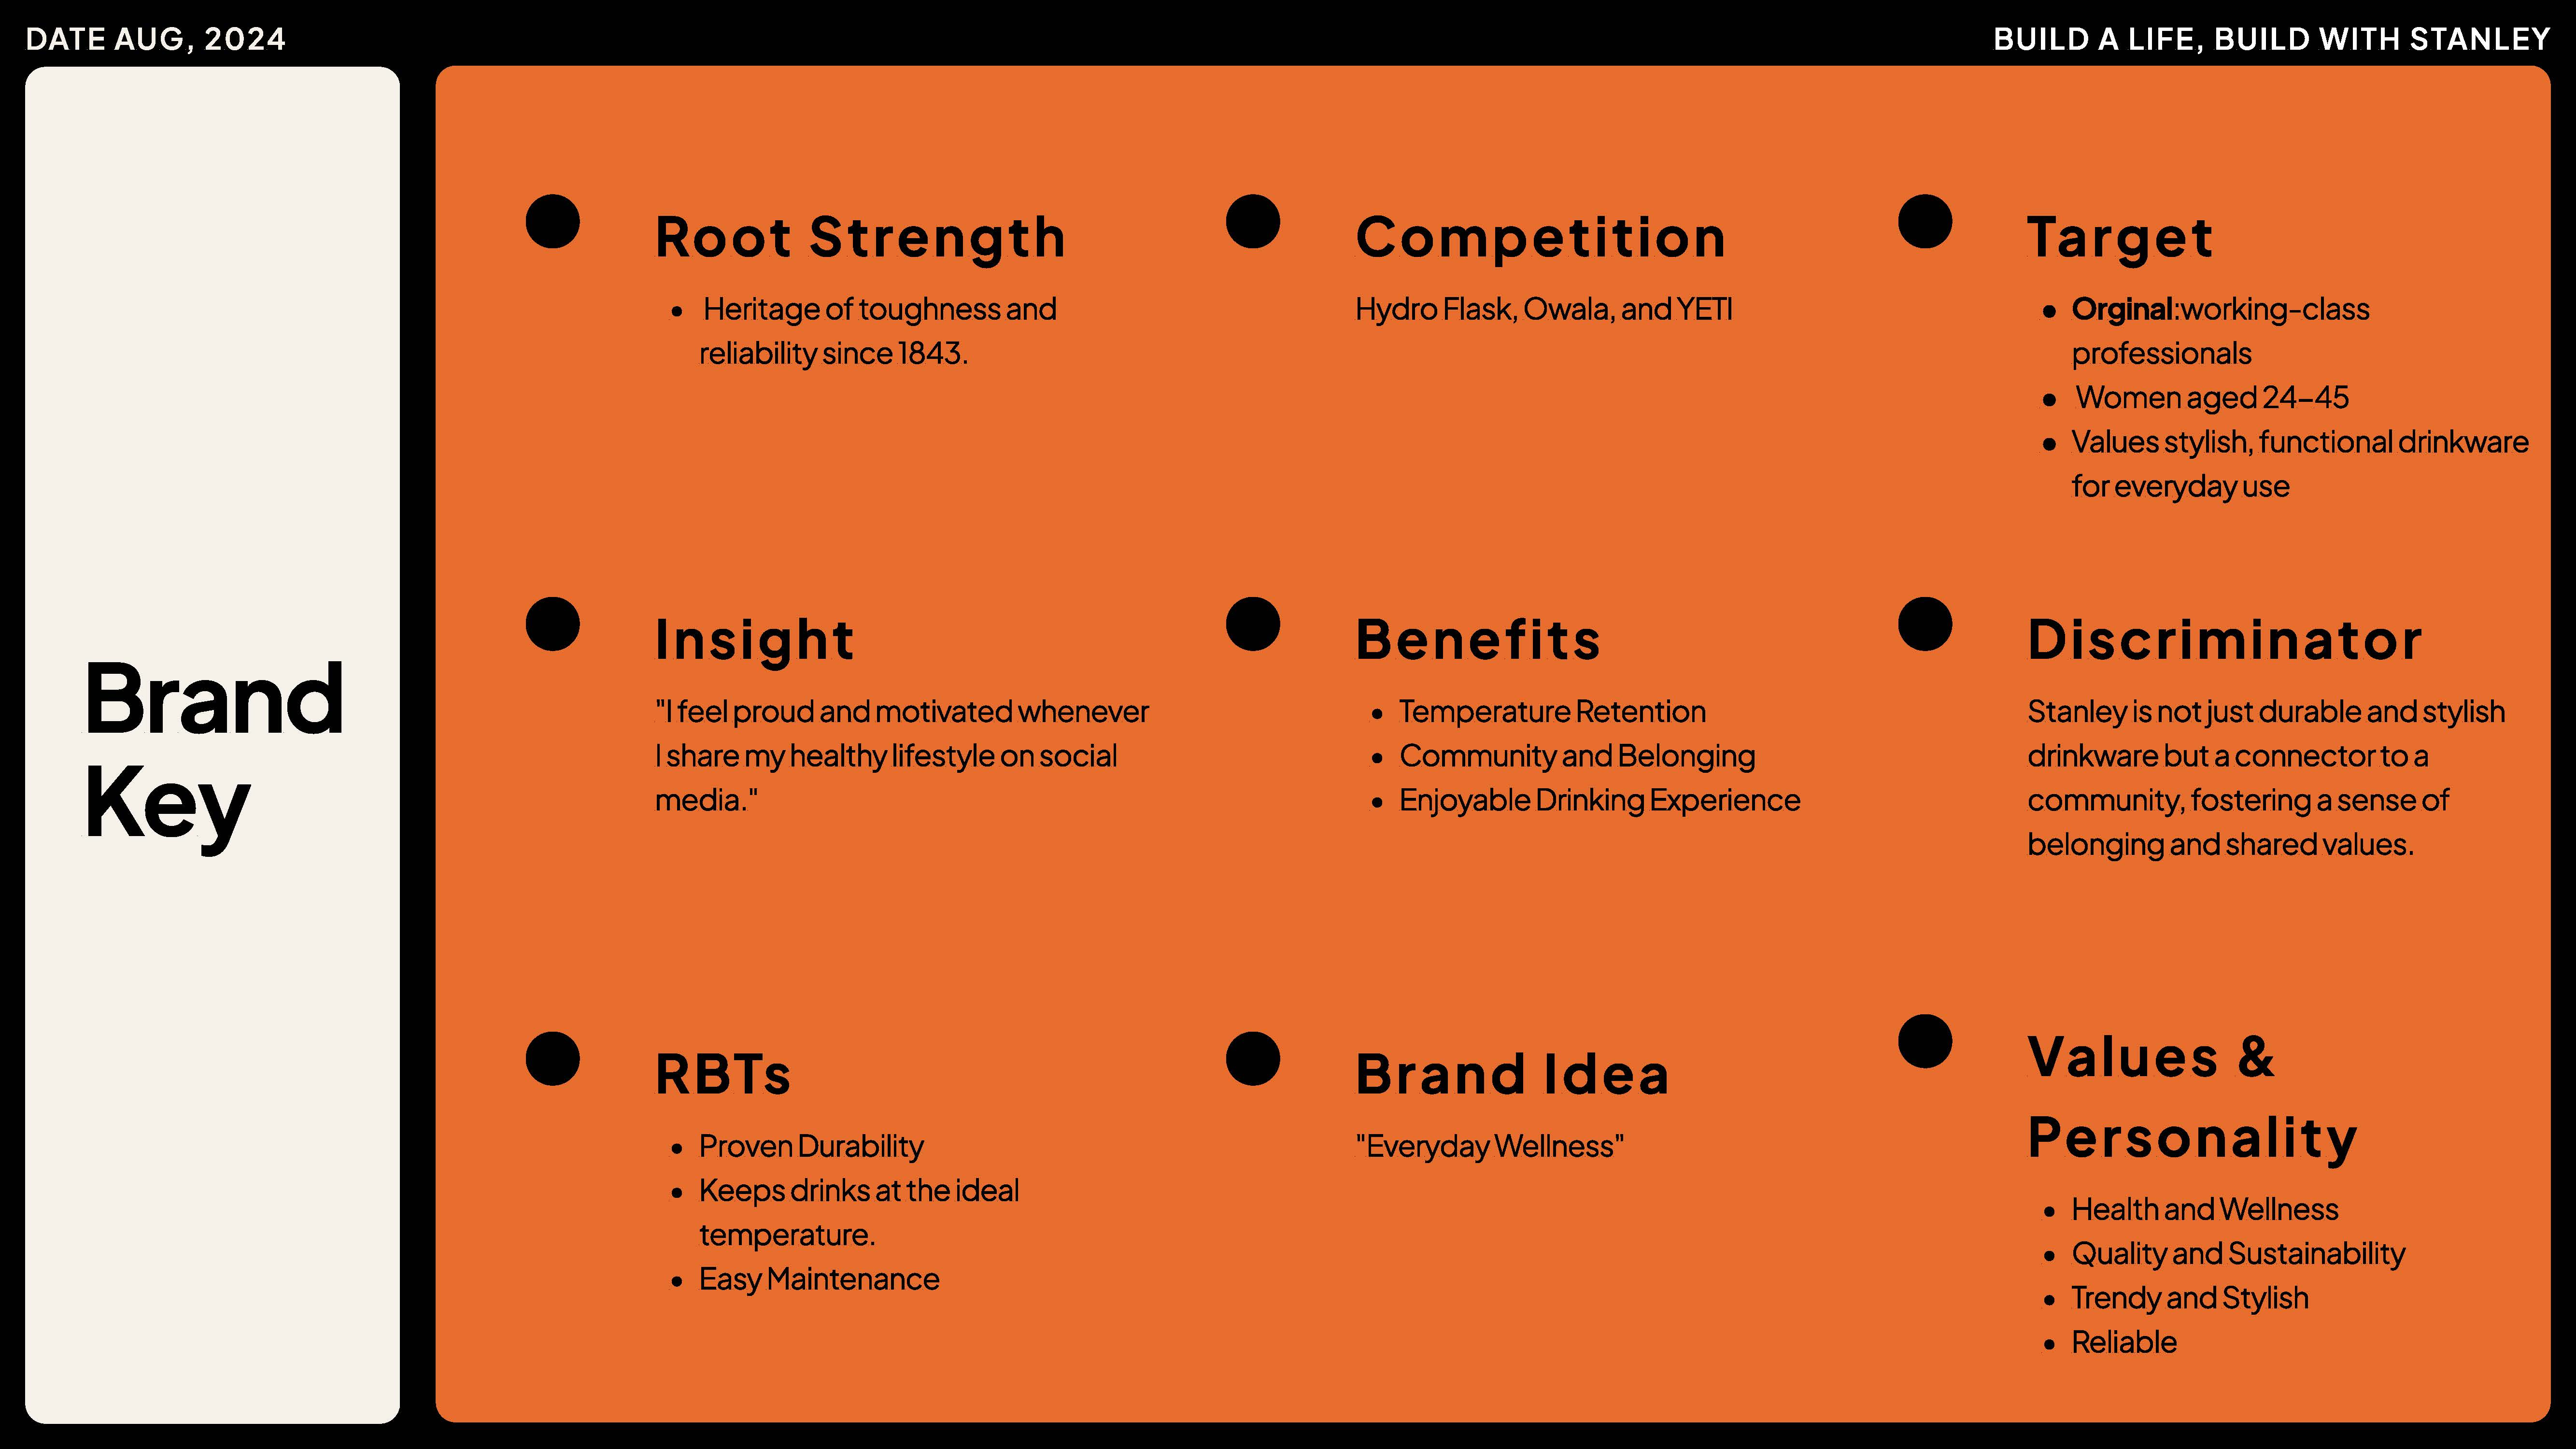 DATE AUG, 2024
BUILD A LIFE, BUILD WITH STANLEY
Brand
Key
Root Strength
• Heritage of toughness and
reliability since 1843.
Competition
Hydro Flask, Owala, and YETI
Target
• Orginal:working-class
professionals
• Women aged 24–45
• Values stylish, functional drinkware
for everyday use
Insight
"I feel proud and motivated whenever
I share my healthy lifestyle on social
media."
Benefits
• Temperature Retention
• Community and Belonging
• Enjoyable Drinking Experience
Discriminator
Stanley is not just durable and stylish
drinkware but a connector to a
community, fostering a sense of
belonging and shared values.
RBTs
• Proven Durability
• Keeps drinks at the ideal
temperature.
• Easy Maintenance
Brand Idea
"Everyday Wellness"
Values &
Personality
• Health and Wellness
• Quality and Sustainability
• Trendy and Stylish
• Reliable